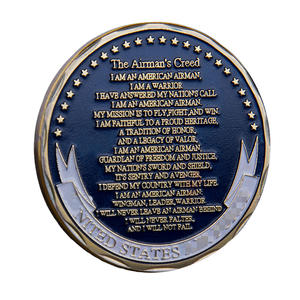 The Airman's Creed
I AM AN AMERICAN AIRMAN,
I AM A WARRIOR.
I HAVE ANSWERED MY NATION'S CALL
I AM AN AMERICAN AIRMAN.
MY MISSION IS TO FLY,FIGHT,AND WIN.
I AM FAITHFUL TO A PROUD HERITAGE,
A TRADITION OF HONOR,
AND A LEGACY OF VALOR,
I AM AN AMERICAN AIRMAN,
GUARDIAN OF FREEDOM AND JUSTICE,
MY NATION'S SWORD AND SHIELD,
IT'S SENTRY AND AVENGER,
I DEFEND MY COUNTRY WITH MY LIFE.
I AM AN AMERICAN AIRMAN:
WINGMAN, LEADER, WARRIOR
I WILL NEVER LEAVE AN AIRMAN BEHIND
I WILL NEVER FALTER,
AND I WILL NOT FAIL.
UNITED STATES